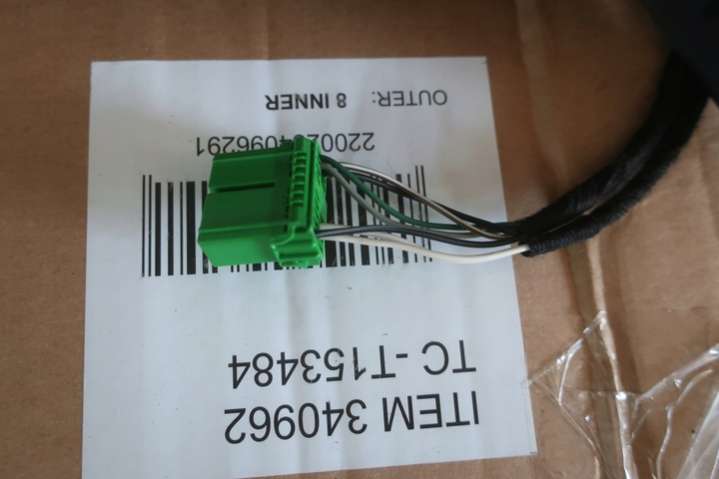 ITEM 340962
TC -T153484
OUTER: 8 INNER